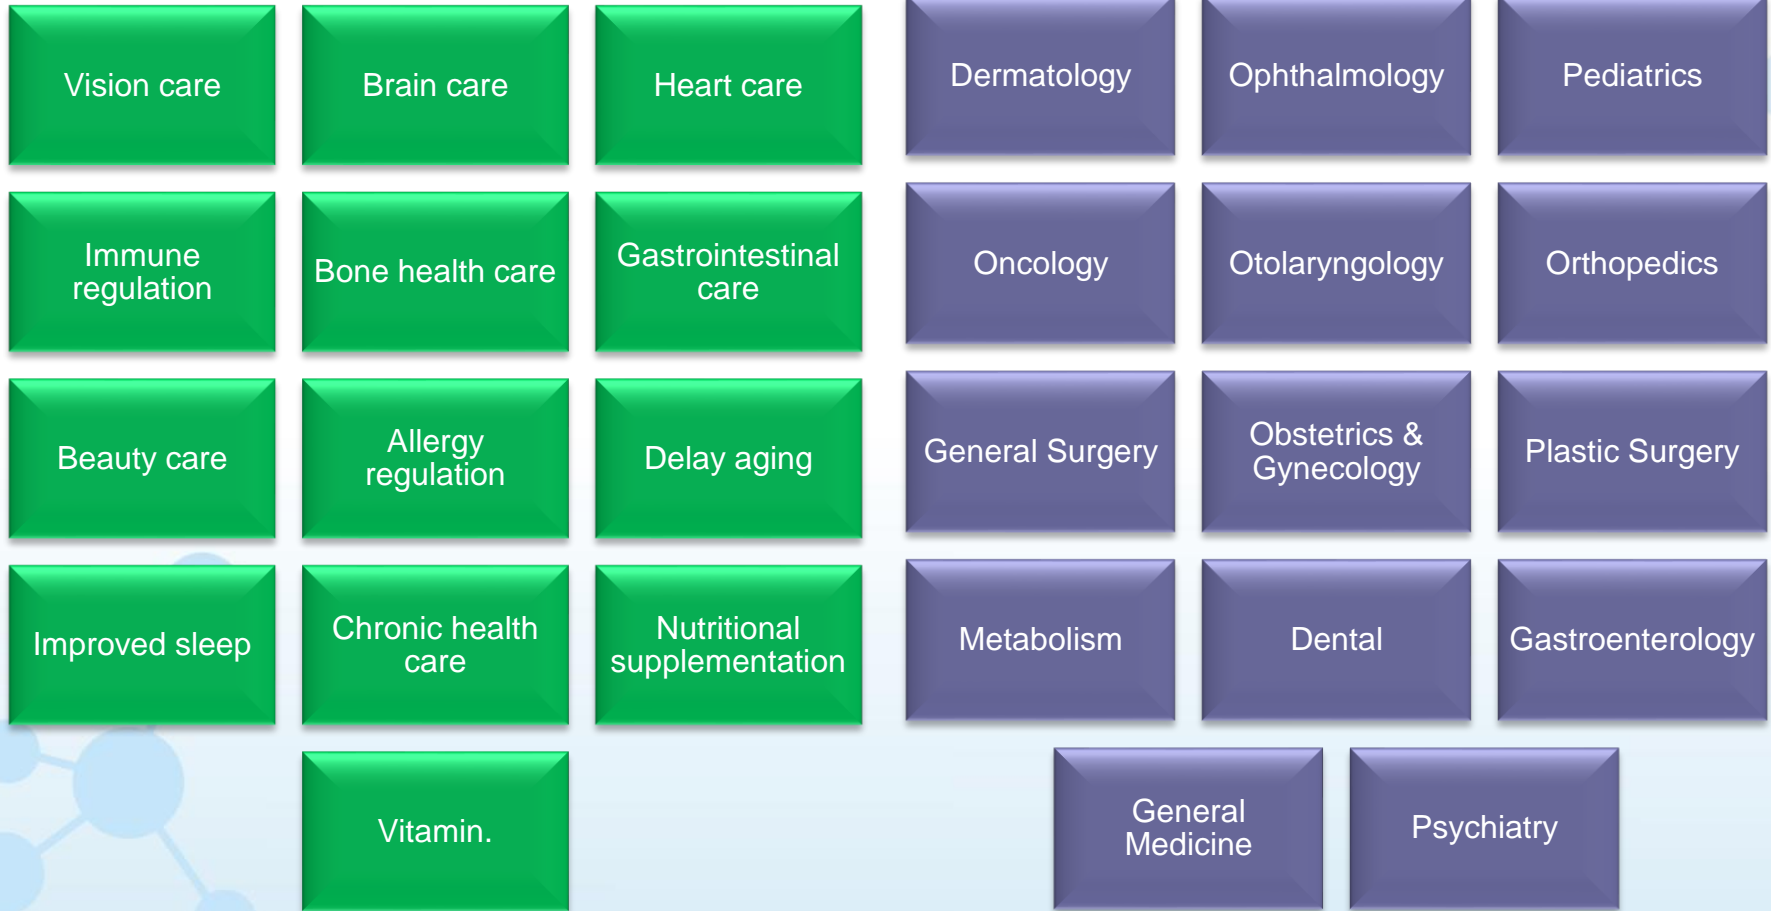 Vision care
Brain care
Heart care
Immune
regulation
Bone health care
Gastrointestinal
care
Beauty care
Allergy
regulation
Delay aging
Improved sleep
Chronic health
care
Nutritional
supplementation
Vitamin.
Dermatology
Ophthalmology
Pediatrics
Oncology
Otolaryngology
Orthopedics
General Surgery
Obstetrics &
Gynecology
Plastic Surgery
Metabolism
Dental
Gastroenterology
General
Medicine
Psychiatry